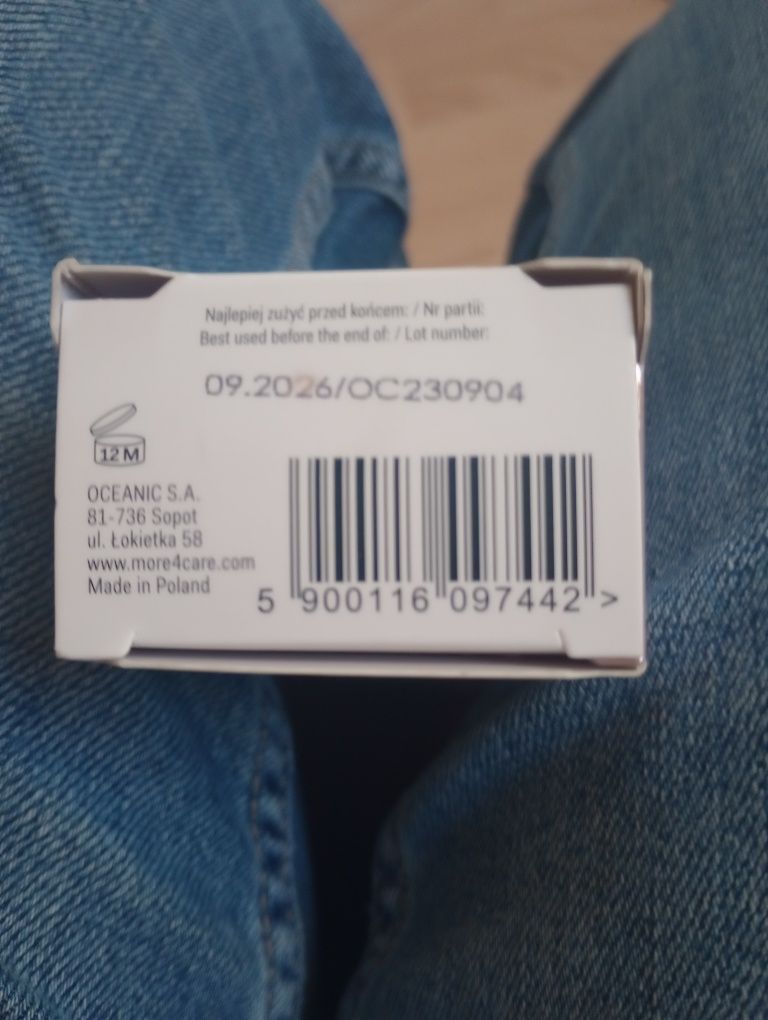 Najlepiej zużyć przed końcem: / Nr partii:
Best used before the end of: / Lot number:
09.2026/OC230904
12 M
OCEANIC S.A.
81-736 Sopot
ul. Łokietka 58
www.more4care.com
Made in Poland
5 900116 097442 >